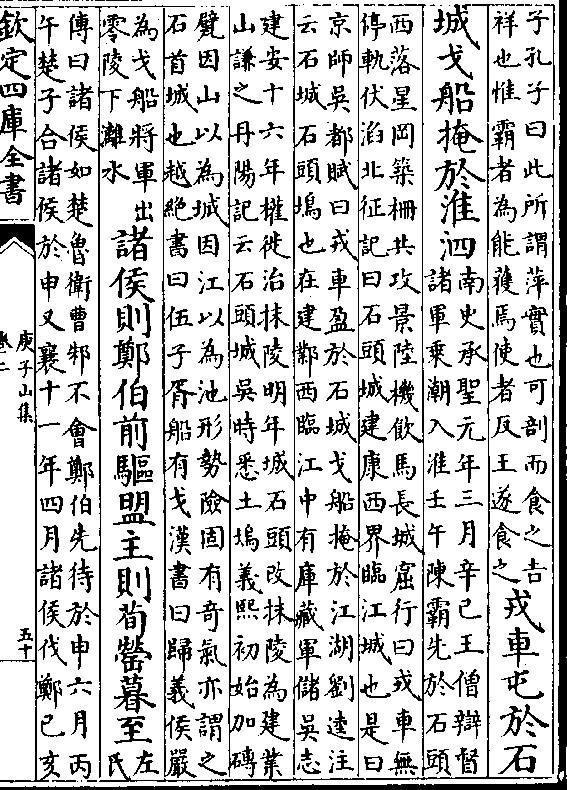 子孔子曰此所謂萍實也可剖而食之吉
祥也惟霸者為能獲焉使者反王遂食之
戎車屯於石
城戈船掩於淮泗
南史承聖元年三月辛巳王僧辯督
諸軍乘潮入淮壬午陳霸先於石頭
西落星岡築柵共攻景陸機飲馬長城窟行曰戎車無
停軌伏滔北征記曰石頭城建康西界臨江城也是曰
京師吳都賦曰戎車盈於石城戈船掩於江湖劉逵注
云石城石頭塢也在建鄴西臨江中有庫藏軍儲吳志
建安十六年權徙治抹陵明年城石頭改抹陵為建業
山謙之丹陽記云石頭城吳時悉土塢義熙初始加磚
甓因山以為城因江以為池形勢險固有奇氣亦謂之
石首城也越絕書曰伍子胥船有戈漢書曰歸義侯嚴
為戈船將軍出
零陵下灕水
諸侯則鄭伯前驅盟主則荀罃暮至
左
氏
傳曰諸侯如楚魯衛曹邾不會鄭伯先待於申六月丙
午楚子合諸侯於申又襄十一年四月諸侯伐鄭已亥
欽定四庫全書
庾子山集
卷二
五十